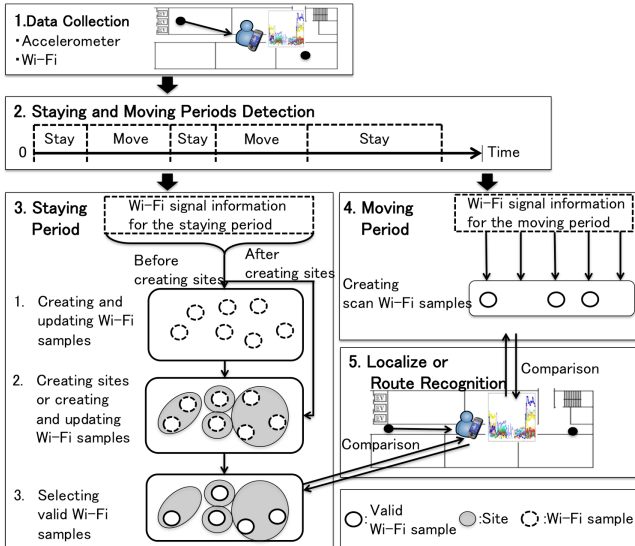 1.Data Collection
・Accelerometer
・Wi-Fi
2. Staying and Moving Periods Detection
Stay Move Stay Move Stay
0 Time
3. Staying
Period
Wi-Fi signal information
for the staying period
Before
creating sites
After
creating sites
1. Creating and
updating Wi-Fi
samples
2. Creating sites
or creating
and updating
Wi-Fi samples
3. Selecting
valid Wi-Fi
samples
4. Moving
Period
Wi-Fi signal information
for the moving period
Creating
scan Wi-Fi samples
5. Localize or
Route Recognition
Comparison
Comparison
:Valid
Wi-Fi sample
:Site
:Wi-Fi sample